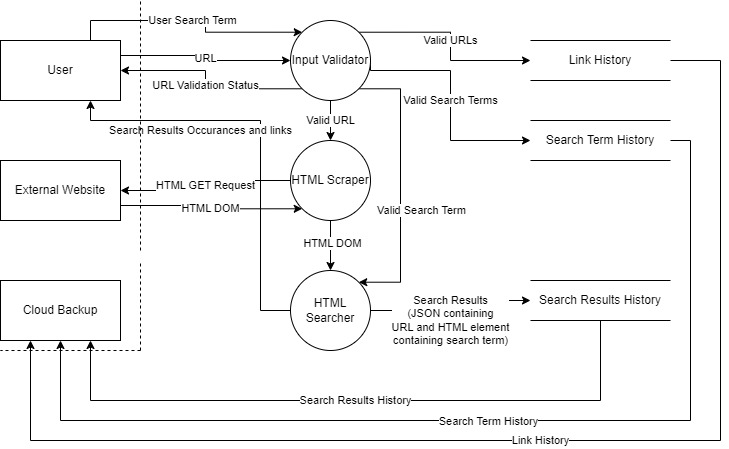 User Search Term
Valid URLs
User
URL
Input Validator
Link History
URL Validation Status
Valid Search Terms
Valid URL
Search Results Occurances and links
Search Term History
External Website
HTML GET Request
HTML Scraper
HTML DOM
Valid Search Term
HTML DOM
Cloud Backup
HTML
Searcher
Search Results
(JSON containing
URL and HTML element
containing search term)
Search Results History
Search Results History
Search Term History
Link History